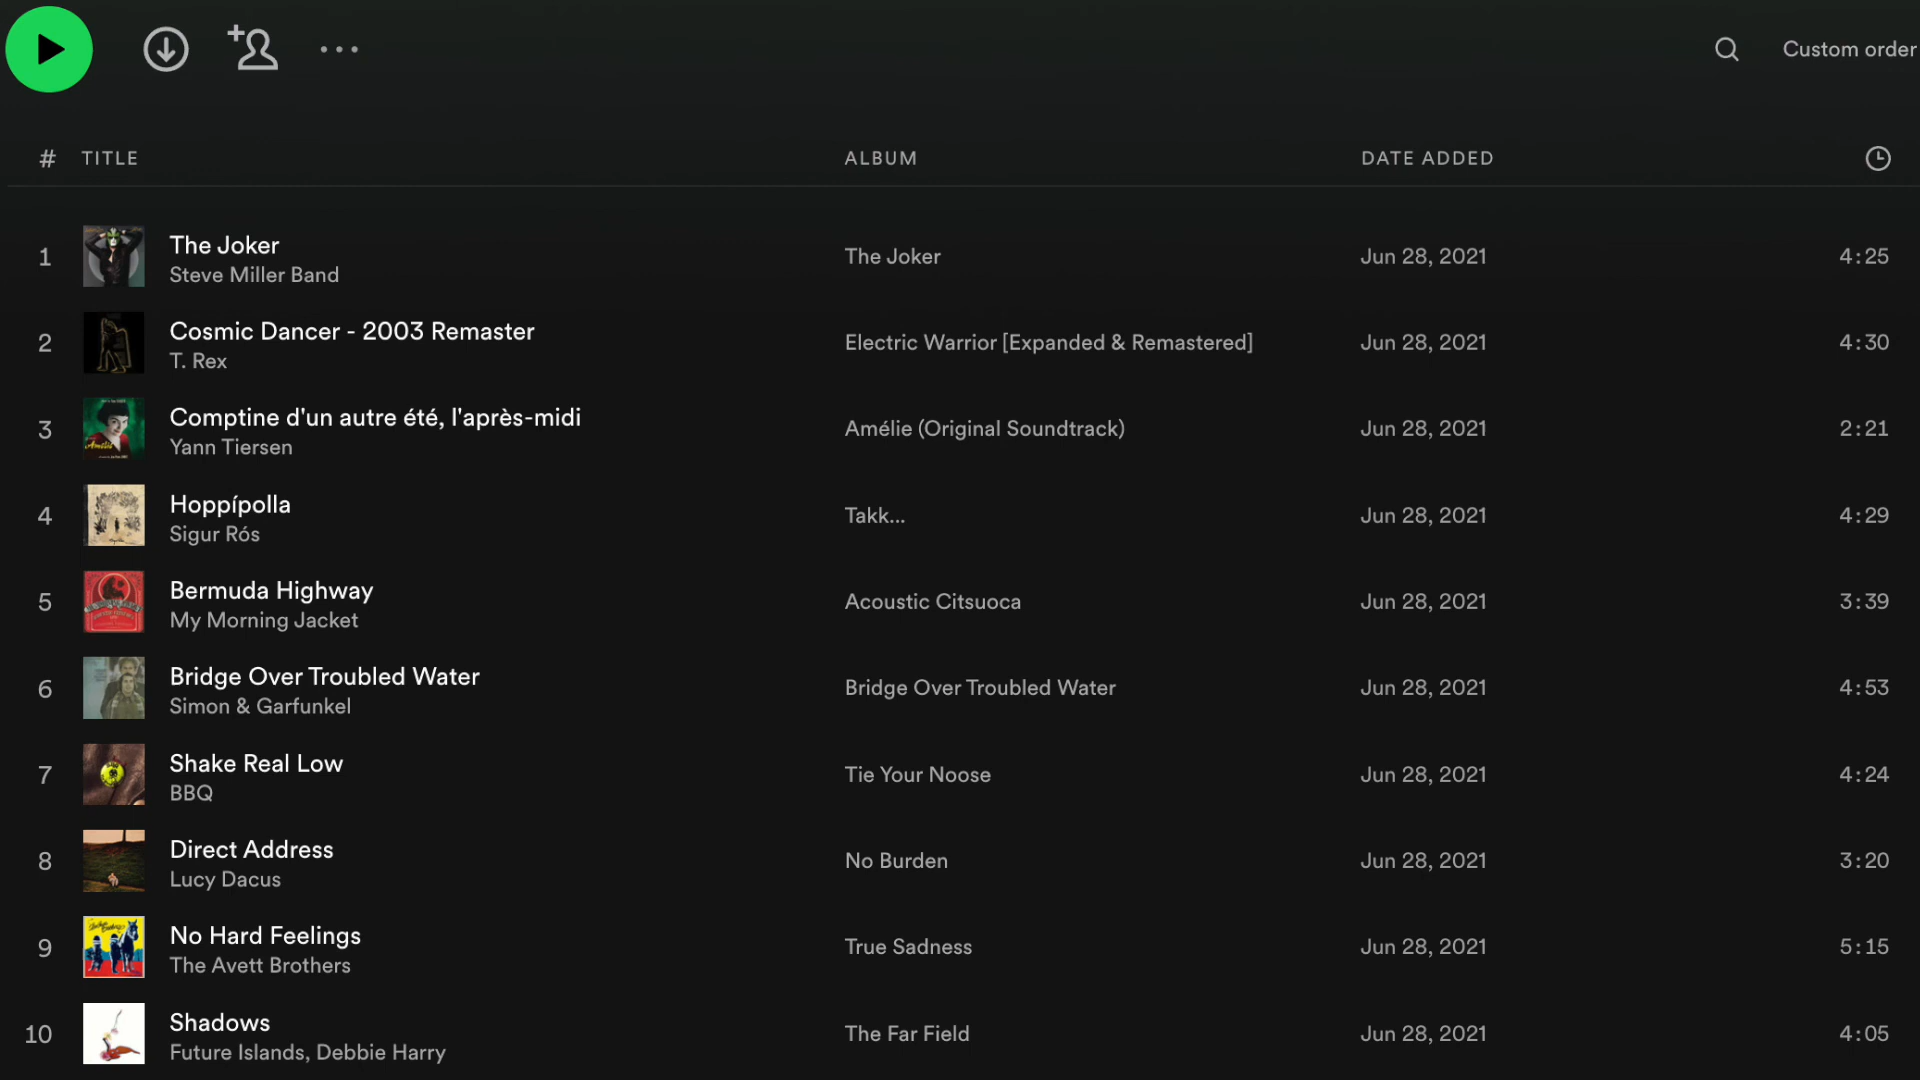 Custom order
# TITLE ALBUM DATE ADDED
1 The Joker The Joker Jun 28, 2021 4:25
Steve Miller Band
2 Cosmic Dancer - 2003 Remaster Electric Warrior [Expanded & Remastered] Jun 28, 2021 4:30
T. Rex
3 Comptine d'un autre été, l'après-midi Amélie (Original Soundtrack) Jun 28, 2021 2:21
Yann Tiersen
4 Hoppípolla Takk... Jun 28, 2021 4:29
Sigur Rós
5 Bermuda Highway Acoustic Citsuoca Jun 28, 2021 3:39
My Morning Jacket
6 Bridge Over Troubled Water Bridge Over Troubled Water Jun 28, 2021 4:53
Simon & Garfunkel
7 Shake Real Low Tie Your Noose Jun 28, 2021 4:24
BBQ
8 Direct Address No Burden Jun 28, 2021 3:20
Lucy Dacus
9 No Hard Feelings True Sadness Jun 28, 2021 5:15
The Avett Brothers
10 Shadows The Far Field Jun 28, 2021 4:05
Future Islands, Debbie Harry